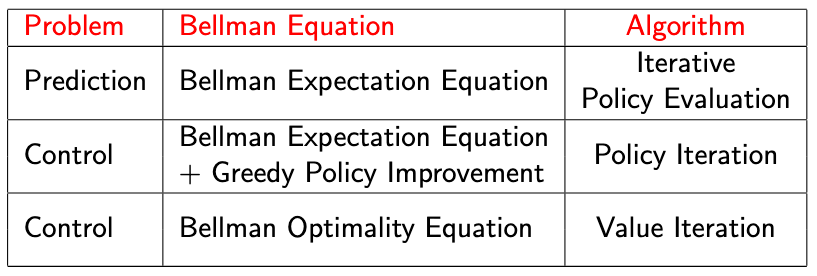 Problem Bellman Equation Algorithm
Prediction Bellman Expectation Equation Iterative
Policy Evaluation
Control Bellman Expectation Equation
+ Greedy Policy Improvement Policy Iteration
Control Bellman Optimality Equation Value Iteration